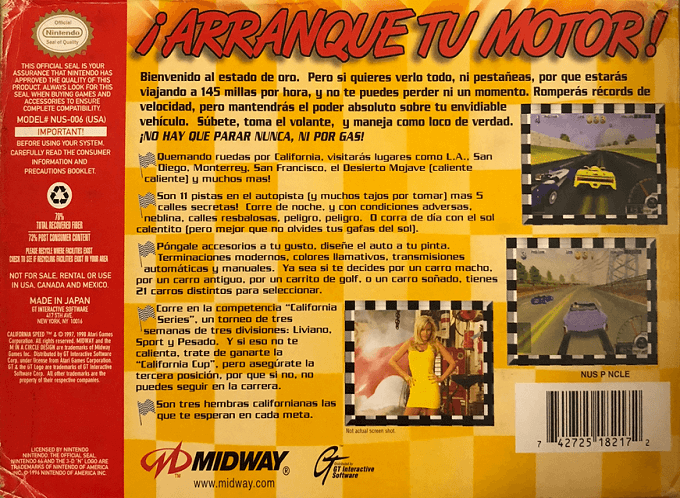 Official
Nintendo
Seal of Quality
THIS OFFICIAL SEAL IS YOUR
ASSURANCE THAT NINTENDO HAS
APPROVED THE QUALITY OF THIS
PRODUCT. ALWAYS LOOK FOR THIS
SEAL WHEN BUYING GAMES AND
ACCESSORIES TO ENSURE
COMPLETE COMPATIBILITY.
MODEL# NUS-006 (USA)
IMPORTANT!
BEFORE USING YOUR SYSTEM,
CAREFULLY READ THE CONSUMER
INFORMATION AND
PRECAUTIONS BOOKLET.
TOTAL RECOVERED FIBER
POST CONSUMER CONTENT
PLEASE RECYCLE WHERE FACILITIES EXIST
CHECK TO SEE IF RECYCLING FACILITIES EXIST IN YOUR AREA
NOT FOR SALE, RENTAL OR USE
IN USA, CANADA AND MEXICO.
MADE IN JAPAN
GT INTERACTIVE SOFTWARE
417 5TH AVE,
NEW YORK, NY 10016
CALIFORNIA SPEED ™ & © 1997, 1998 Atari Games
Corporation. All rights reserved. MIDWAY and the
M IN A CIRCLE DESIGN are trademarks of Midway
Games Inc. Distributed by GT Interactive Software
Corp. under license from Atari Games Corporation.
GT & the GT Logo are trademarks of GT Interactive
Software Corp. All other trademarks are the
property of their respective companies.
LICENSED BY NINTENDO
NINTENDO, THE OFFICIAL SEAL,
NINTENDO 64 AND THE 3-D "N" LOGO ARE
TRADEMARKS OF NINTENDO OF AMERICA
INC. © 1996 NINTENDO OF AMERICA INC.
¡ARRANQUE TU MOTOR!
Bienvenido al estado de oro. Pero si quieres verlo todo, ni pestañeas, por que estarás
viajando a 145 millas por hora, y no te puedes perder ni un momento. Romperás récords de
velocidad, pero mantendrás el poder absoluto sobre tu envidiable
vehículo. Súbete, toma el volante, y maneja como loco de verdad.
¡NO HAY QUE PARAR NUNCA, NI POR GAS!
Quemando ruedas por California, visitarás lugares como L.A., San
Diego, Monterrey, San Francisco, el Desierto Mojave (caliente
caliente) y muchos mas!
Son 11 pistas en el autopista (y muchos tajos por tomar) mas 5
calles secretas! Corre de noche, y con condiciones adversas,
neblina, calles resbalosas, peligro, peligro. O corra de día con el sol
calentito (pero mejor que no olvides tus gafas del sol).
Póngale accesorios a tu gusto, diseñe el auto a tu pinta.
Terminaciones modernos, colores llamativos, transmisiones
automáticas y manuales. Ya sea si te decides por un carro macho,
por un carro antiguo, por un carrito de golf, o un carro soñado, tienes
21 carros distintos para seleccionar.
Corre en la competencia "California
Series", un torneo de tres
semanas de tres divisiones: Liviano,
Sport y Pesado. Y si eso no te
calienta, trate de ganarte la
"California Cup", pero asegúrate la
tercera posición, por que si no, no
puedes seguir en la carrera.
Son tres hembras californianas las
que te esperan en cada meta.
Not actual screen shot.
NUS P NCLE
7 42725 18217 2
MIDWAY®
™
www.midway.com
GT
Distributed by
GT Interactive
Software